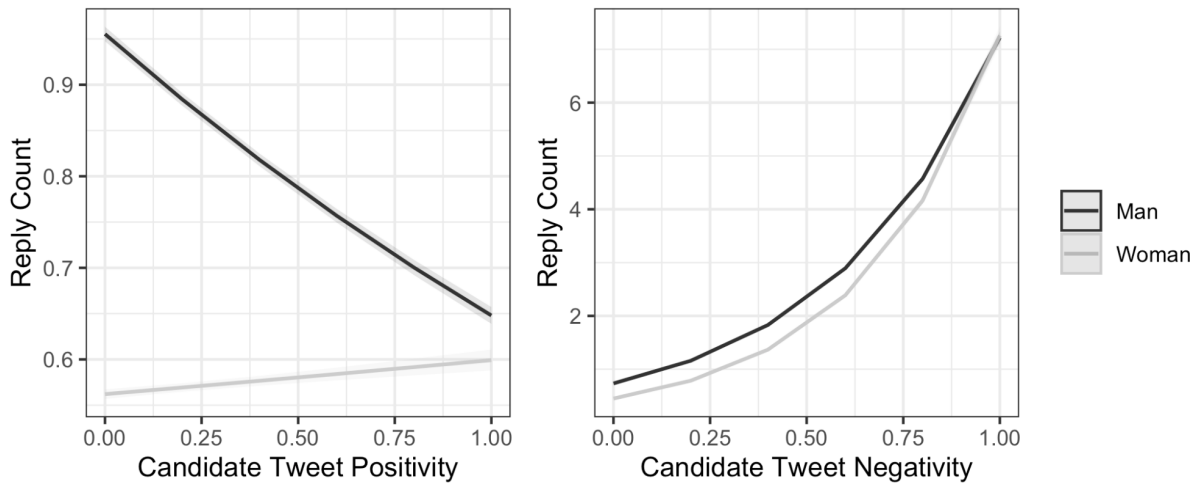 Reply Count
0.9
0.8
0.7
0.6
0.00 0.25 0.50 0.75 1.00
Candidate Tweet Positivity
Reply Count
6
4
2
0.00 0.25 0.50 0.75 1.00
Candidate Tweet Negativity
Man
Woman